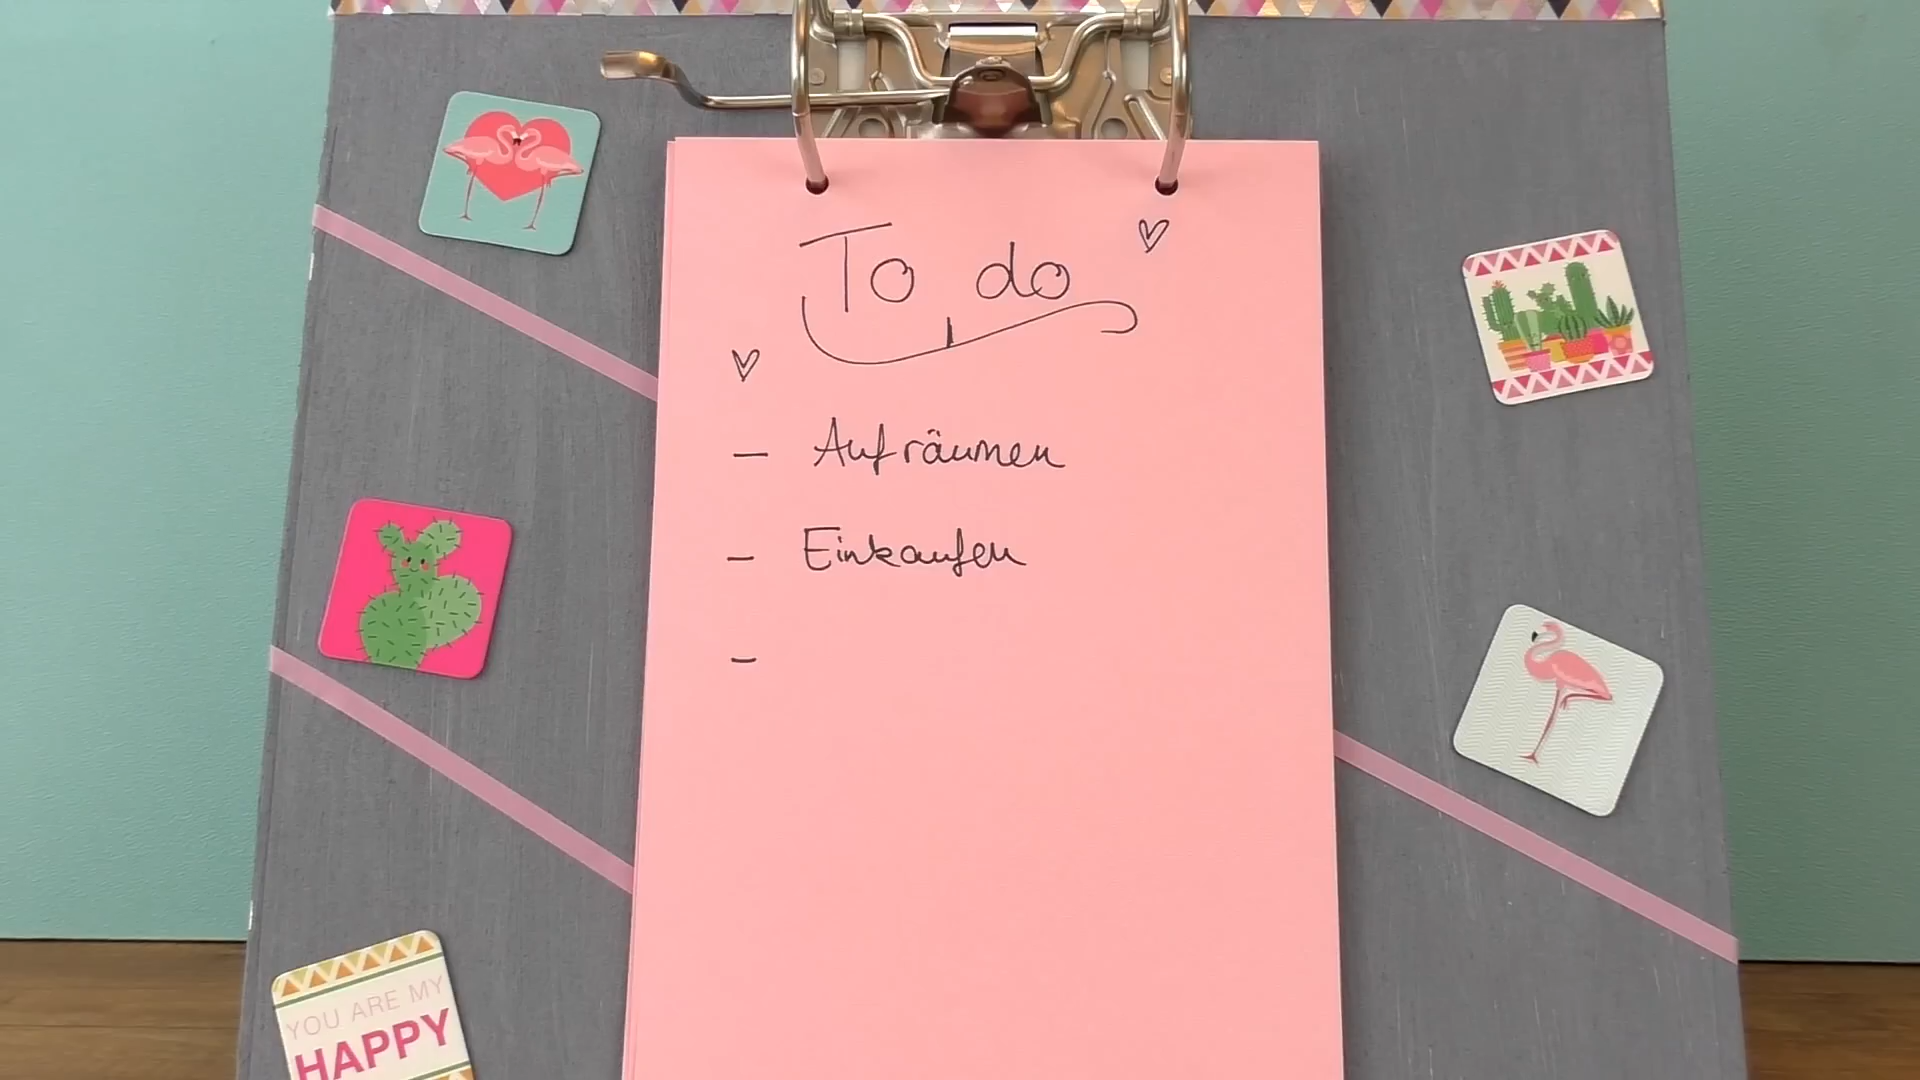 To do
- Aufräumen
- Einkaufen
-
YOU ARE MY
HAPPY